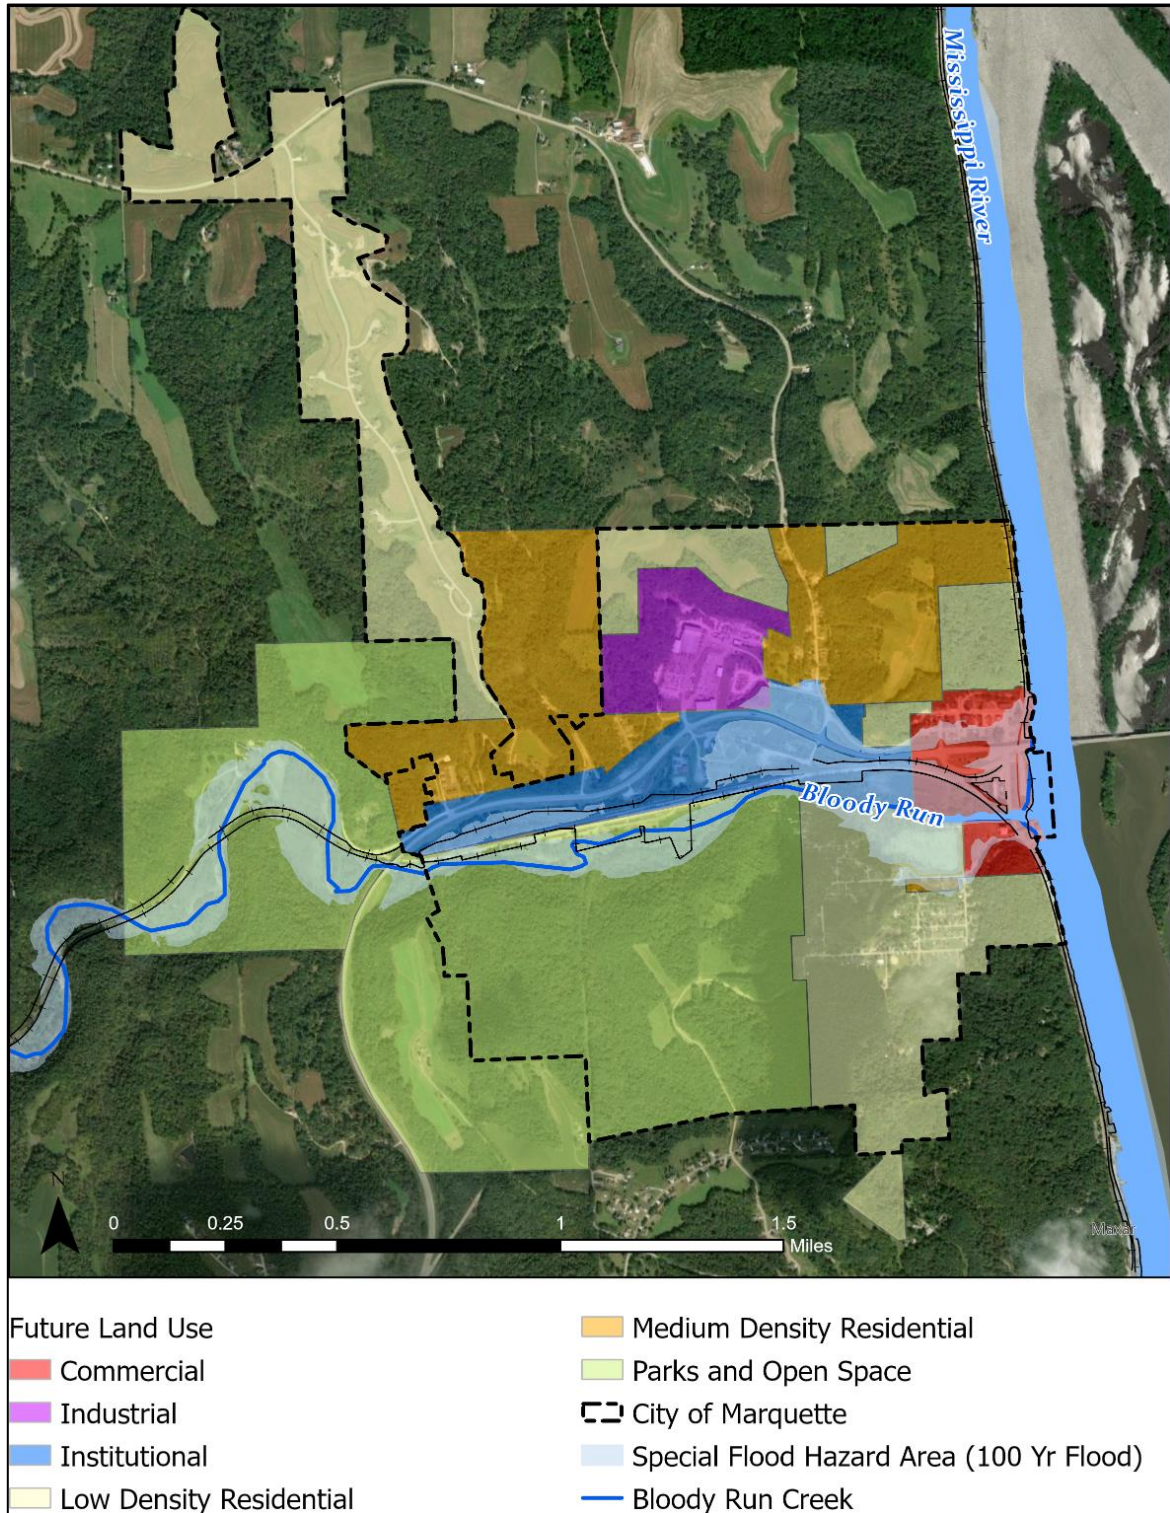 Mississippi River
Bloody Run
N
0 0.25 0.5 1 1.5
Miles
Maxar
Future Land Use
Commercial
Industrial
Institutional
Low Density Residential
Medium Density Residential
Parks and Open Space
City of Marquette
Special Flood Hazard Area (100 Yr Flood)
Bloody Run Creek